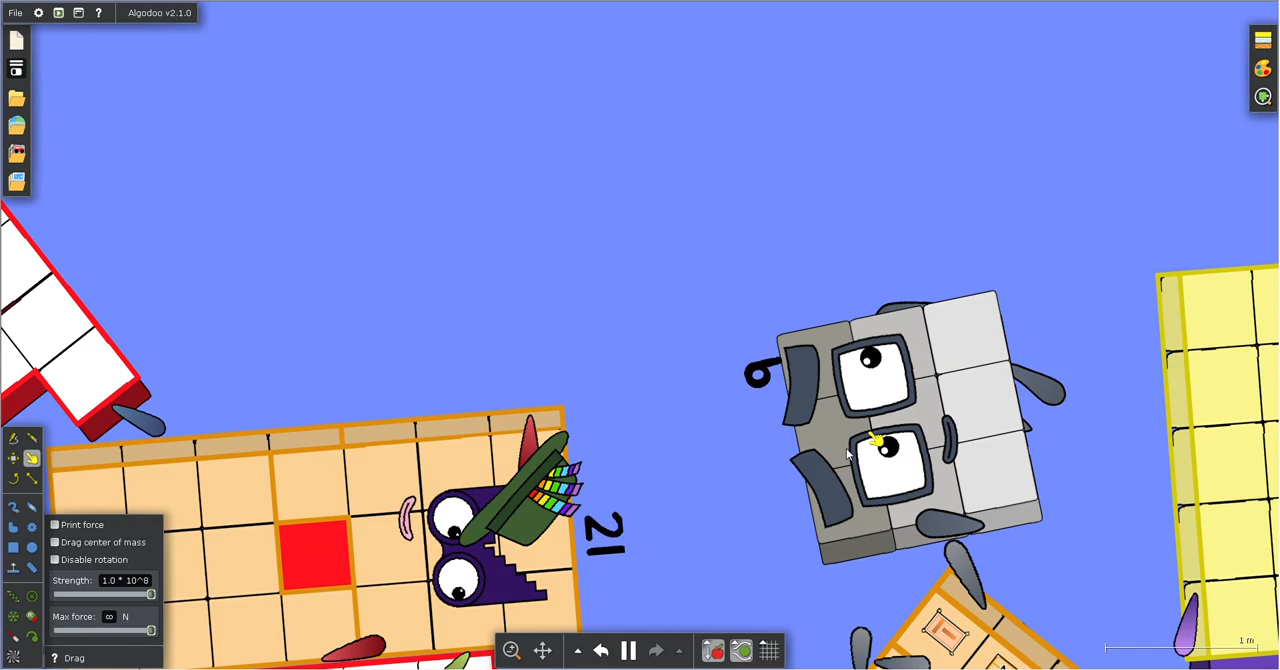 File ? Algodoo v2.1.0
9
21
Print force
Drag center of mass
Disable rotation
Strength: 1.0 * 10^8
Max force: ∞ N
? Drag
1 m